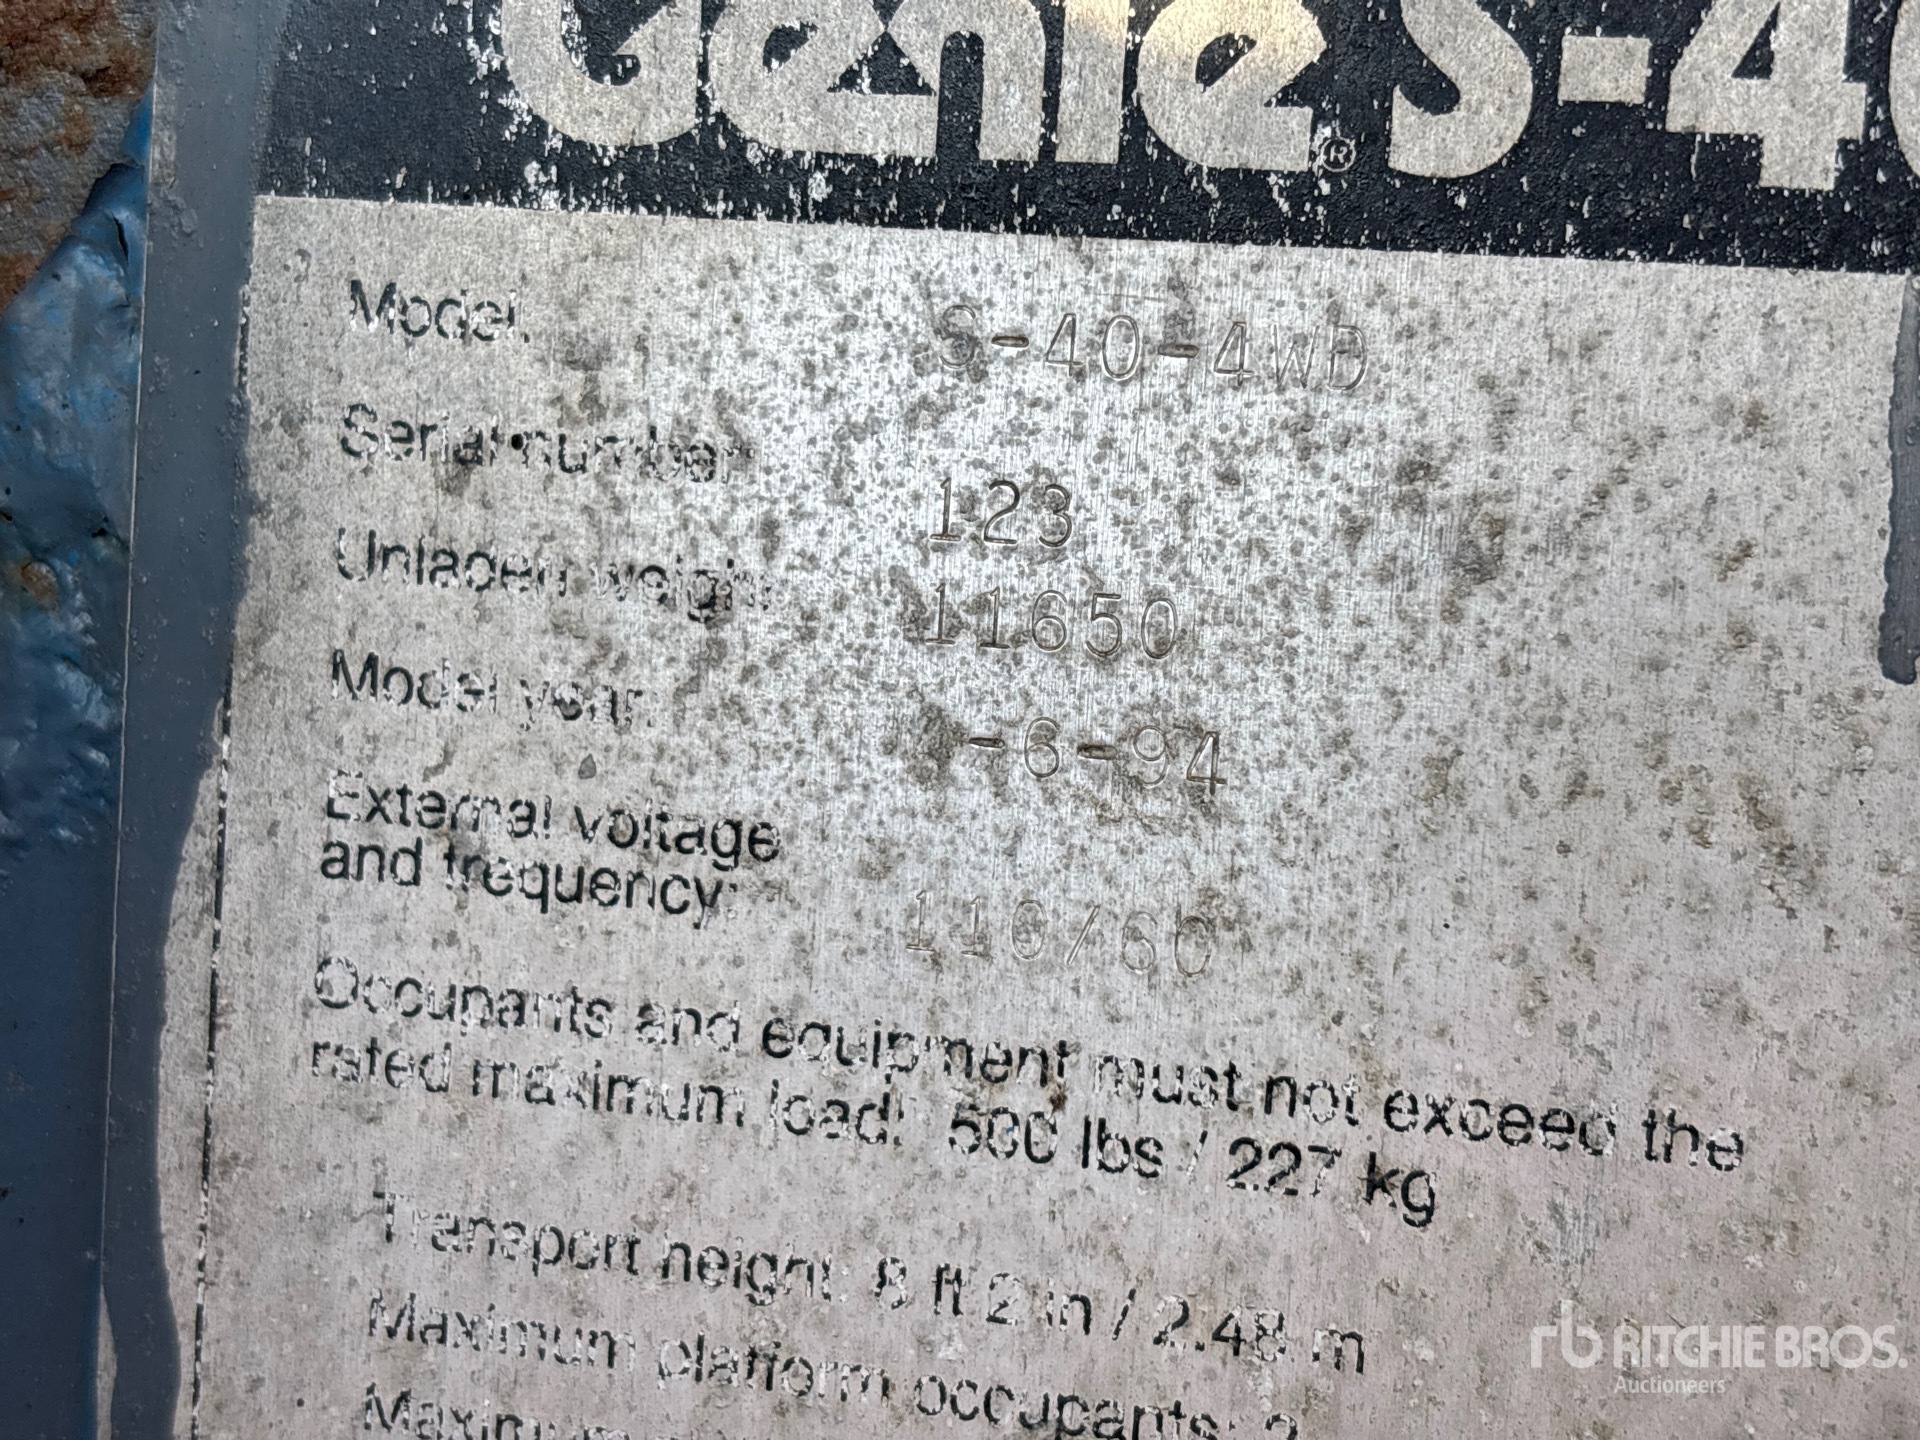 Genie® S-40
Model: S-40-4WD
Serial number: 123
Unladen weight: 11650
Model year: -6-94
External voltage
and frequency: 110/60
Occupants and equipment must not exceed the
rated maximum load: 500 lbs / 227 kg
Transport height: 8 ft 2 in / 2.48 m
Maximum platform occupants: 2
Maximum
rb RITCHIE BROS.
Auctioneers